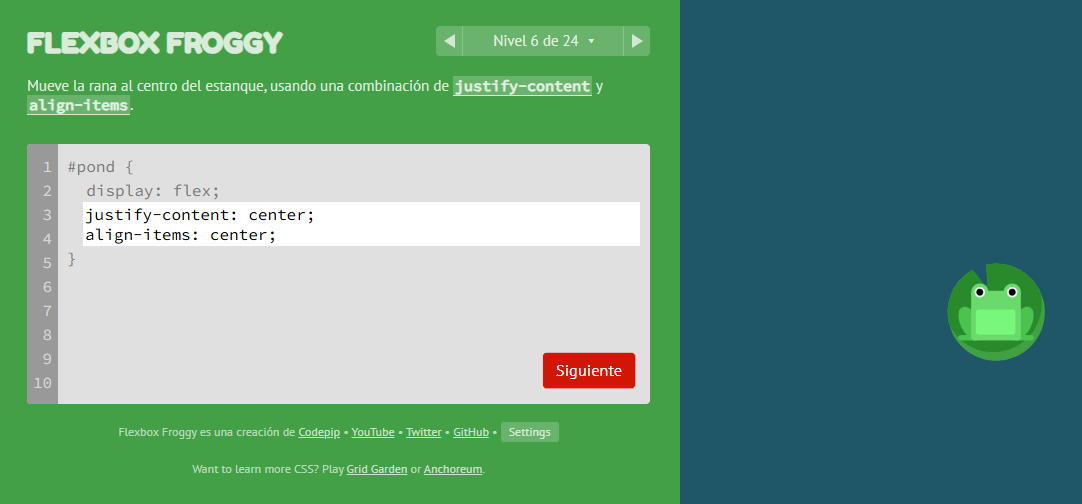 FLEXBOX FROGGY
Nivel 6 de 24
Mueve la rana al centro del estanque, usando una combinación de justify-content y
align-items.
1 #pond {
2 display: flex;
3 justify-content: center;
4 align-items: center;
5 }
6
7
8
9
10
Siguiente
Flexbox Froggy es una creación de Codepip • YouTube • Twitter • GitHub • Settings
Want to learn more CSS? Play Grid Garden or Anchoreum.